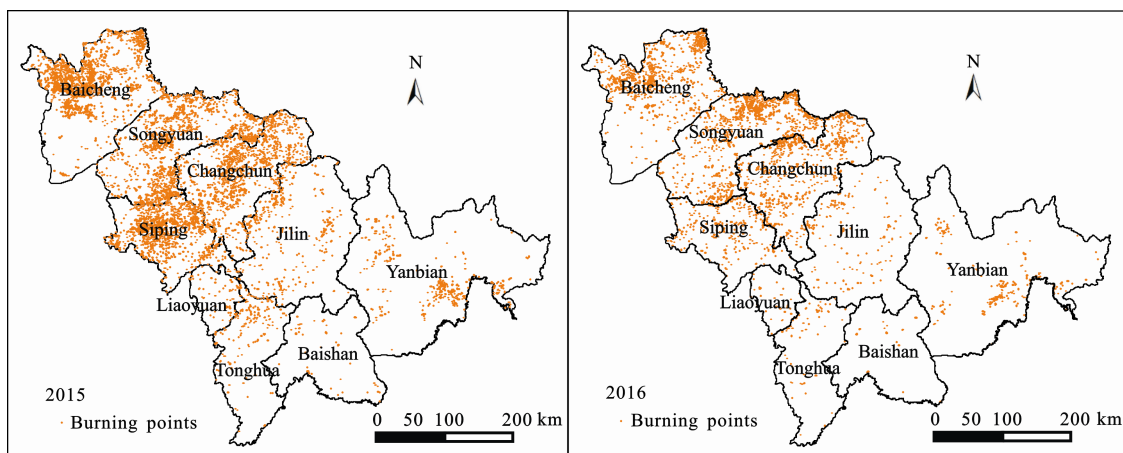 N
Baicheng
Songyuan
Changchun
Siping
Jilin
Yanbian
Liaoyuan
Baishan
Tonghua
2015
Burning points
0 50 100 200 km
N
Baicheng
Songyuan
Changchun
Siping
Jilin
Yanbian
Liaoyuan
Baishan
Tonghua
2016
Burning points
0 50 100 200 km